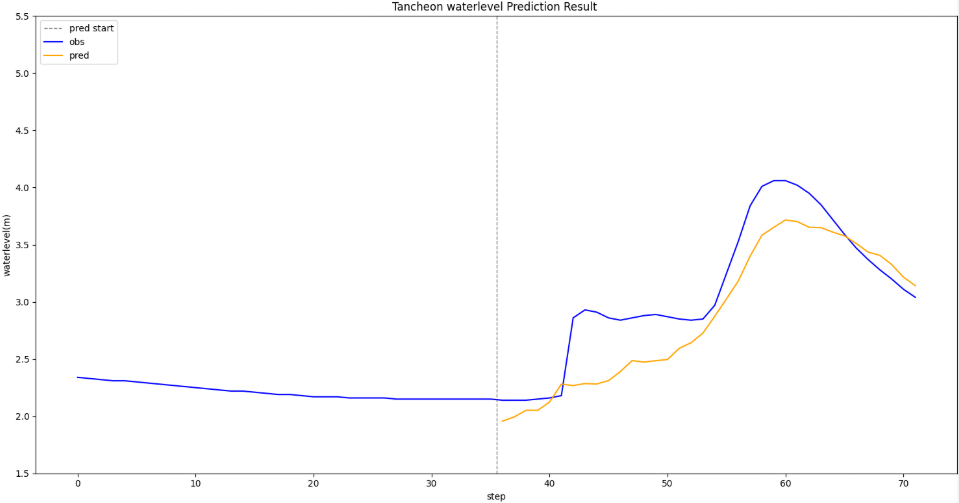 Tancheon waterlevel Prediction Result
pred start
obs
pred
5.5
5.0
4.5
4.0
3.5
3.0
2.5
2.0
1.5
waterlevel(m)
0 10 20 30 40 50 60 70
step